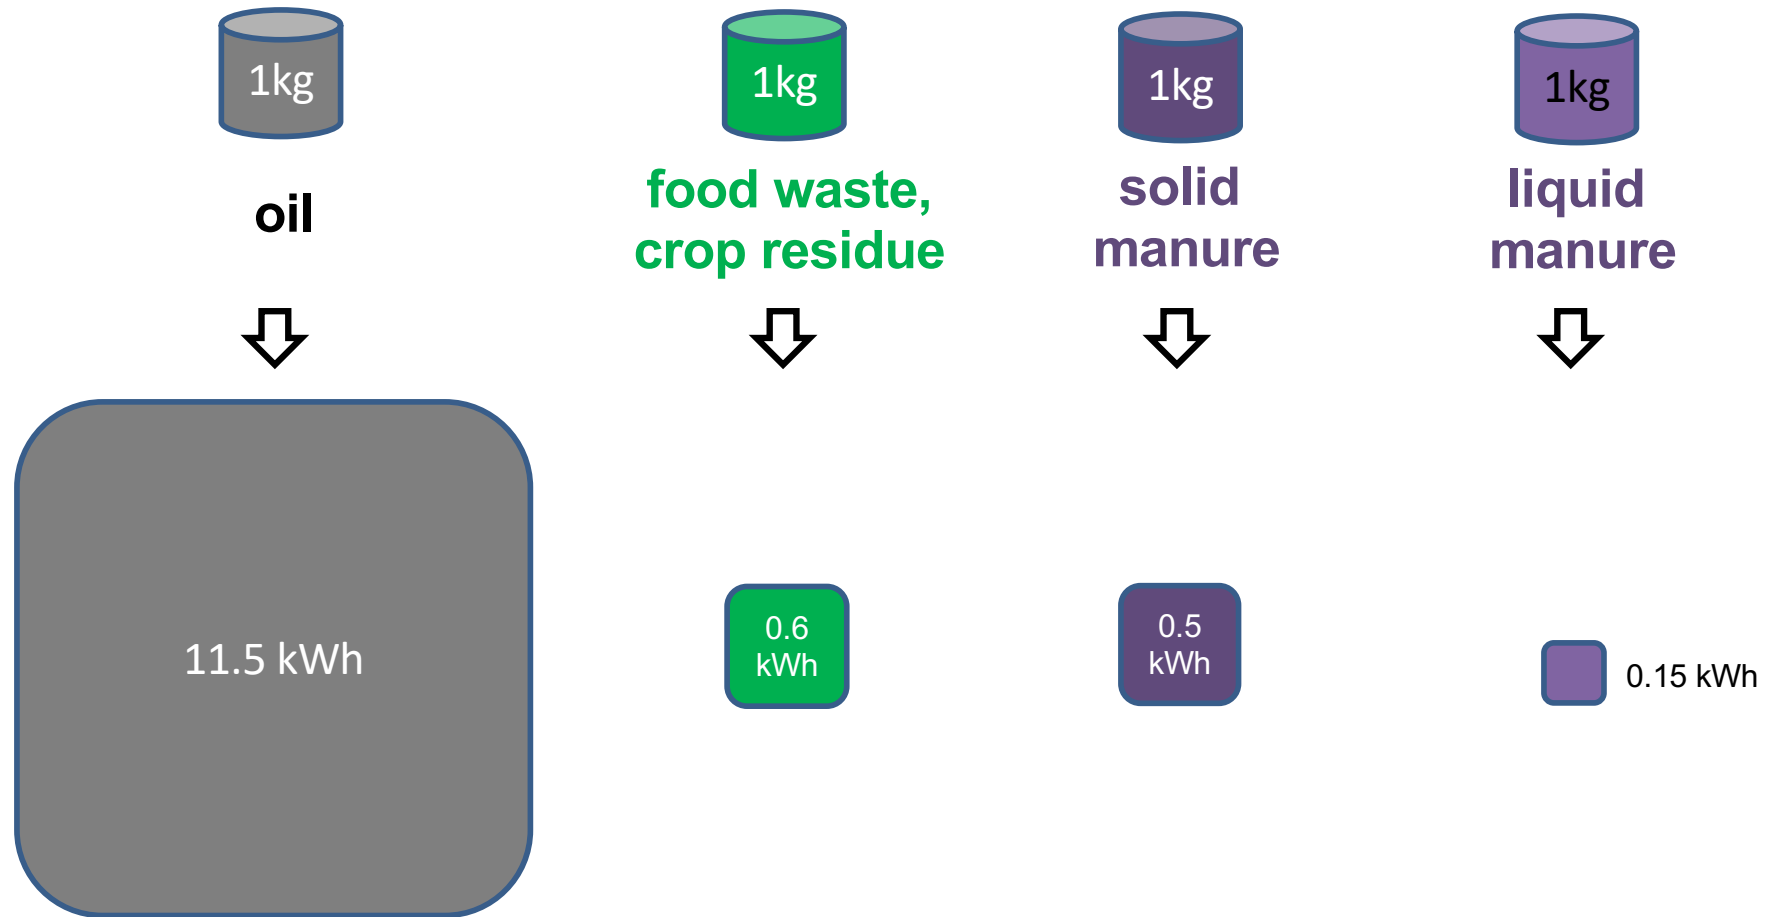 1kg
1kg
1kg
1kg
oil
food waste,
crop residue
solid
manure
liquid
manure
11.5 kWh
0.6
kWh
0.5
kWh
0.15 kWh